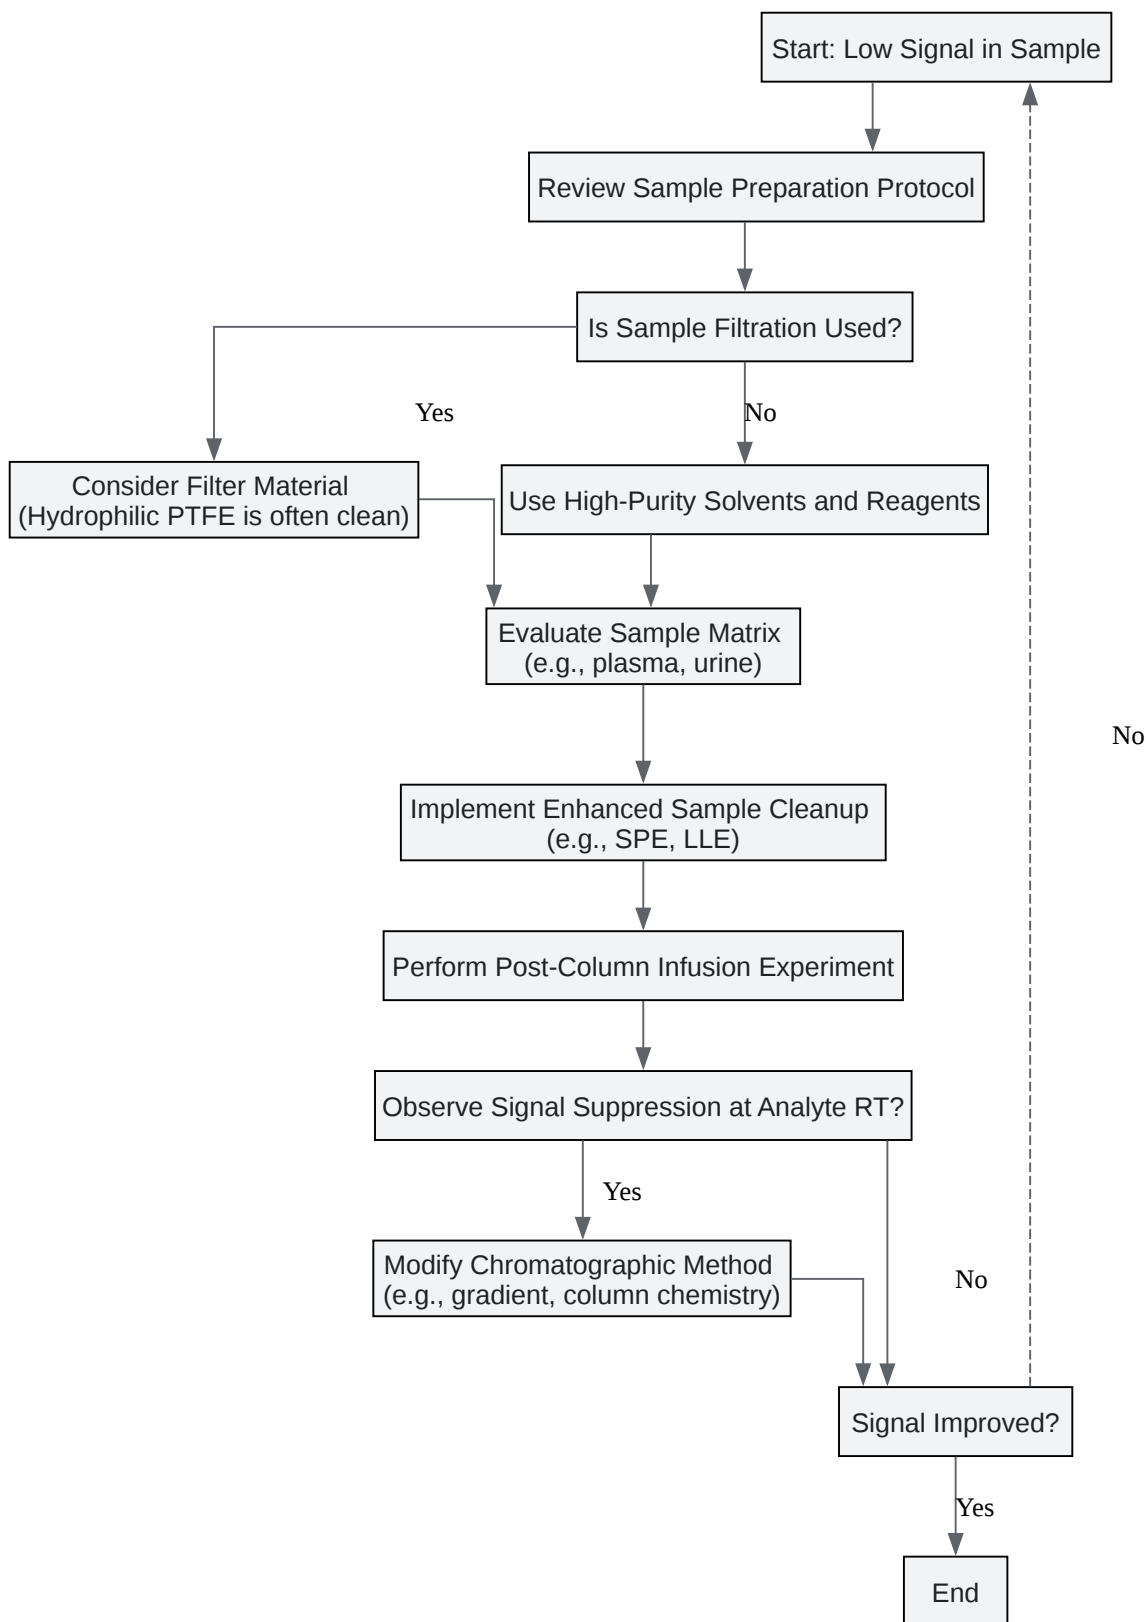 Start: Low Signal in Sample
Review Sample Preparation Protocol
Is Sample Filtration Used?
Yes
No
Consider Filter Material
(Hydrophilic PTFE is often clean)
Use High-Purity Solvents and Reagents
Evaluate Sample Matrix
(e.g., plasma, urine)
No
Implement Enhanced Sample Cleanup
(e.g., SPE, LLE)
Perform Post-Column Infusion Experiment
Observe Signal Suppression at Analyte RT?
Yes
Modify Chromatographic Method
(e.g., gradient, column chemistry)
No
Signal Improved?
Yes
End